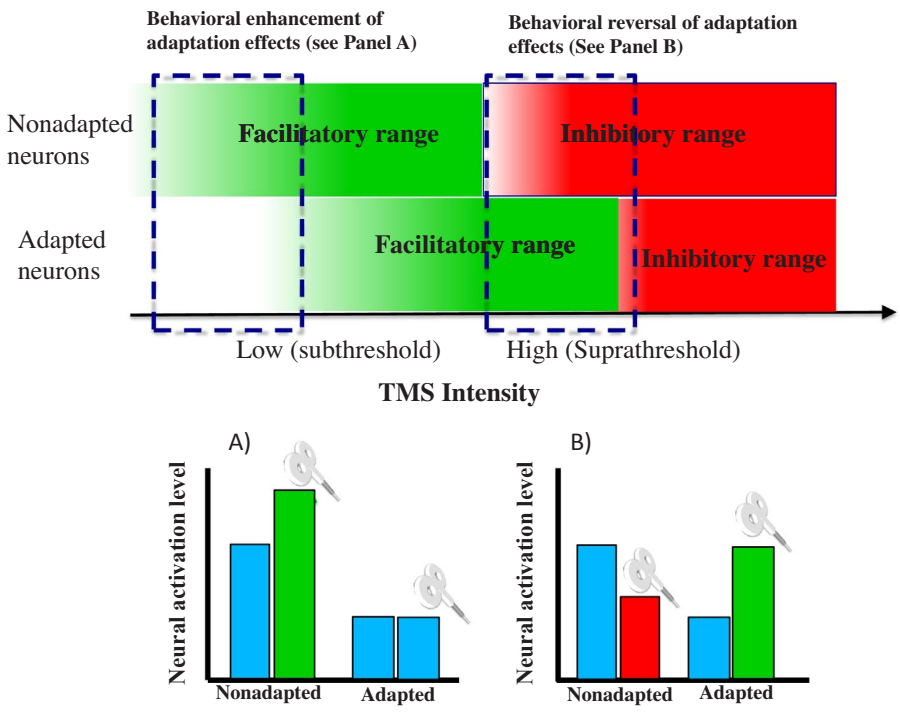 Behavioral enhancement of
adaptation effects (see Panel A)
Behavioral reversal of adaptation
effects (See Panel B)
Nonadapted
neurons
Facilitatory range
Inhibitory range
Adapted
neurons
Facilitatory range
Inhibitory range
Low (subthreshold)
High (Suprathreshold)
TMS Intensity
A)
Neural activation level
Nonadapted
Adapted
B)
Neural activation level
Nonadapted
Adapted